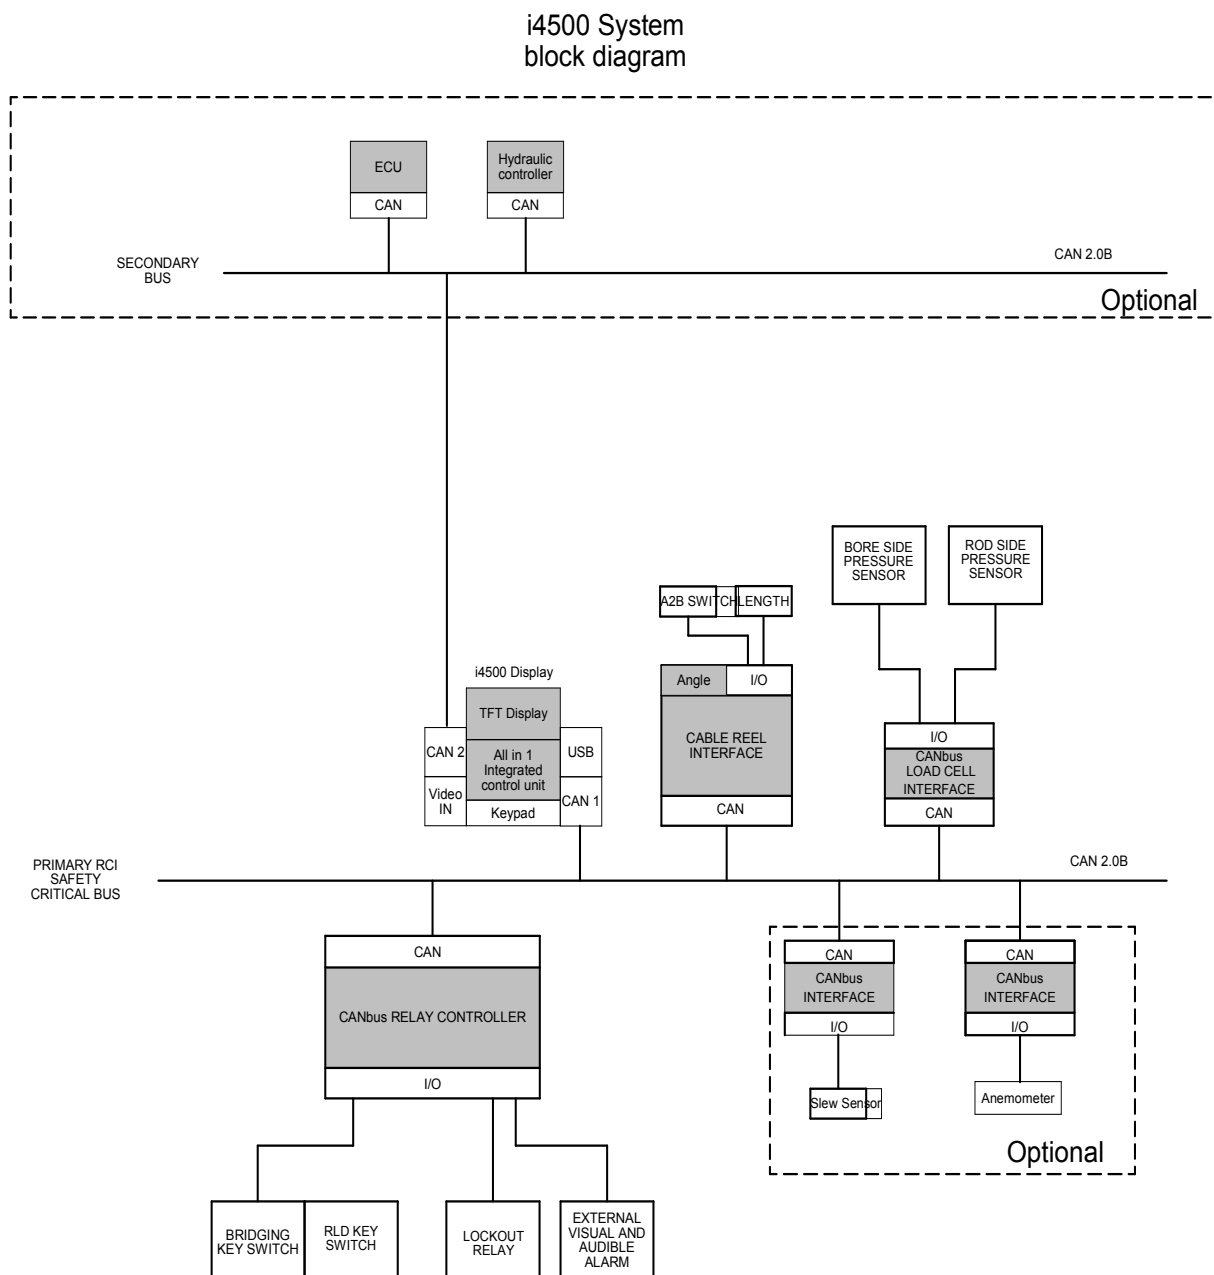 i4500 System
block diagram
ECU
CAN
Hydraulic
controller
CAN
SECONDARY
BUS
CAN 2.0B
Optional
BORE SIDE
PRESSURE
SENSOR
ROD SIDE
PRESSURE
SENSOR
A2B SWITCH
LENGTH
i4500 Display
TFT Display
CAN 2
All in 1
Integrated
control unit
USB
Video
IN
Keypad
CAN 1
Angle
I/O
CABLE REEL
INTERFACE
CAN
I/O
CANbus
LOAD CELL
INTERFACE
CAN
PRIMARY RCI
SAFETY
CRITICAL BUS
CAN 2.0B
CAN
CANbus RELAY CONTROLLER
I/O
CAN
CANbus
INTERFACE
I/O
Slew Sensor
CAN
CANbus
INTERFACE
I/O
Anemometer
Optional
BRIDGING
KEY SWITCH
RLD KEY
SWITCH
LOCKOUT
RELAY
EXTERNAL
VISUAL AND
AUDIBLE
ALARM